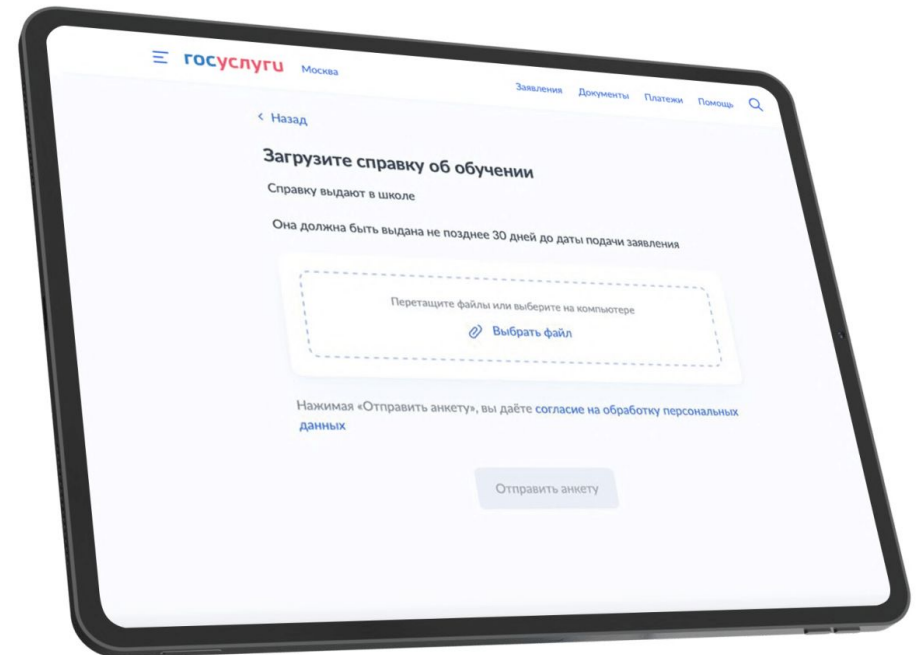 госуслуги Москва
Заявления Документы Платежи Помощь
Назад
Загрузите справку об обучении
Справку выдают в школе
Она должна быть выдана не позднее 30 дней до даты подачи заявления
Перетащите файлы или выберите на компьютере
Выбрать файл
Нажимая «Отправить анкету», вы даёте согласие на обработку персональных
данных
Отправить анкету